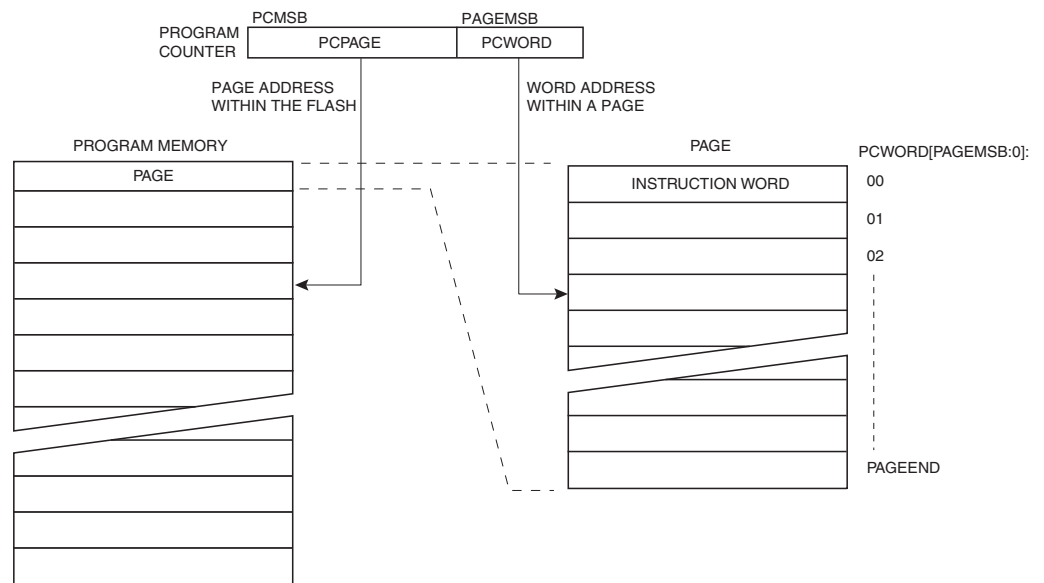 PCMSB
PAGEMSB
PROGRAM
COUNTER
PCPAGE
PCWORD
PAGE ADDRESS
WITHIN THE FLASH
WORD ADDRESS
WITHIN A PAGE
PROGRAM MEMORY
PAGE
PCWORD[PAGEMSB:0]:
PAGE
INSTRUCTION WORD
00
01
02
PAGEEND